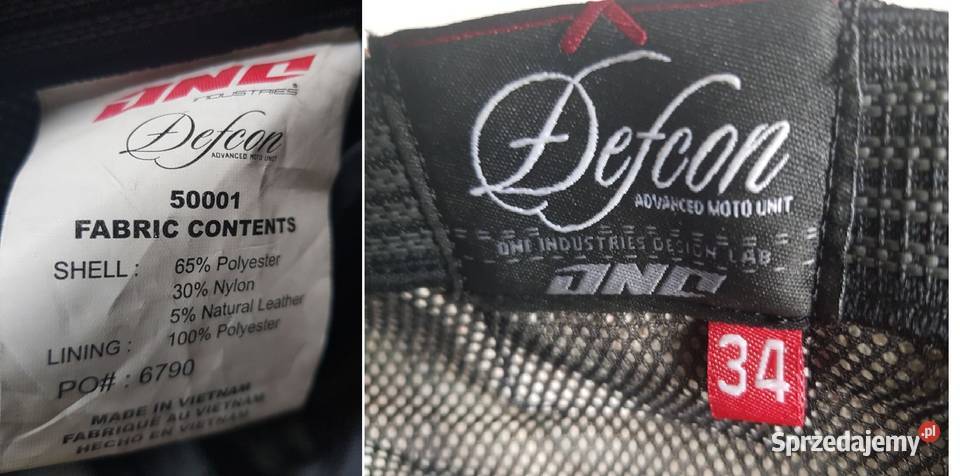 ONE
INDUSTRIES
Defcon
ADVANCED MOTO UNIT
50001
FABRIC CONTENTS
SHELL : 65% Polyester
30% Nylon
5% Natural Leather
LINING : 100% Polyester
PO# : 6790
MADE IN VIETNAM
FABRIQUE AU VIETNAM
HECHO EN VIETNAM
Defcon
ADVANCED MOTO UNIT
ONE INDUSTRIES DESIGN LAB
ONE
34
Sprzedajemy.pl